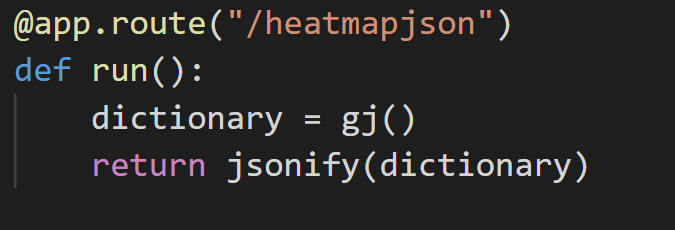 @app.route("/heatmapjson")
def run():
    dictionary = gj()
    return jsonify(dictionary)